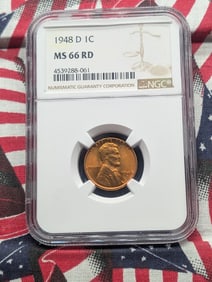 1948 D 1C
MS 66 RD
4539288-061
NUMISMATIC GUARANTY CORPORATION
NGC